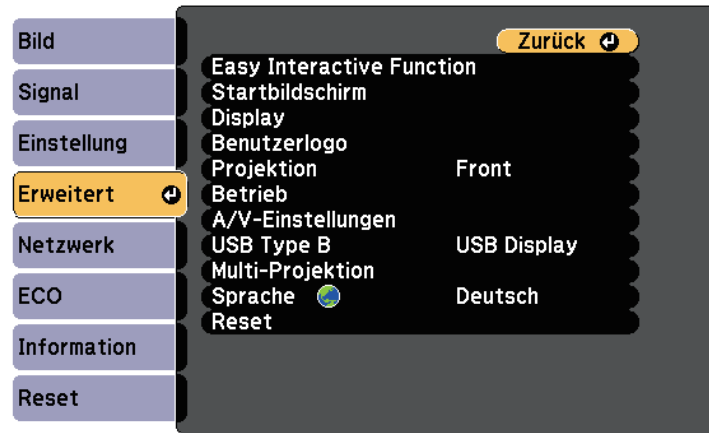 Bild
Signal
Einstellung
Erweitert
Netzwerk
ECO
Information
Reset
Zurück
Easy Interactive Function
Startbildschirm
Display
Benutzerlogo
Projektion Front
Betrieb
A/V-Einstellungen
USB Type B USB Display
Multi-Projektion
Sprache Deutsch
Reset